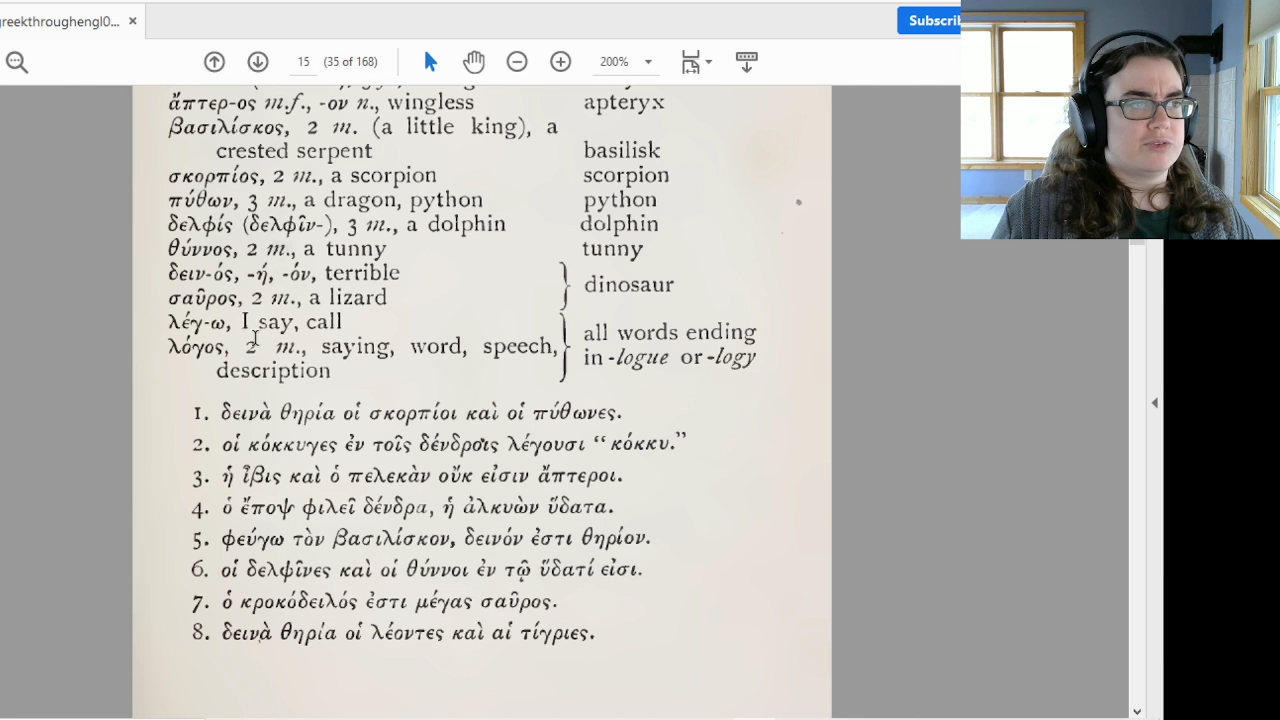 reekthroughengl0... ×
Subscrib
15 (35 of 168) 200%
ἄπτερ-ος m.f., -ον n., wingless apteryx
βασιλίσκος, 2 m. (a little king), a
crested serpent basilisk
σκορπίος, 2 m., a scorpion scorpion
πύθων, 3 m., a dragon, python python
δελφίς (δελφῖν-), 3 m., a dolphin dolphin
θύννος, 2 m., a tunny tunny
δειν-ός, -ή, -όν, terrible
dinosaur
σαῦρος, 2 m., a lizard
λέγ-ω, I say, call
all words ending
λόγος, 2 m., saying, word, speech,
in -logue or -logy
description
1. δεινὰ θηρία οἱ σκορπίοι καὶ οἱ πύθωνες.
2. οἱ κόκκυγες ἐν τοῖς δένδροις λέγουσι “κόκκυ.”
3. ἡ ἶβις καὶ ὁ πελεκὰν οὔκ εἰσιν ἄπτεροι.
4. ὁ ἔποψ φιλεῖ δένδρα, ἡ ἀλκυὼν ὕδατα.
5. φεύγω τὸν βασιλίσκον, δεινόν ἐστι θηρίον.
6. οἱ δελφῖνες καὶ οἱ θύννοι ἐν τῷ ὕδατί εἰσι.
7. ὁ κροκόδειλός ἐστι μέγας σαῦρος.
8. δεινὰ θηρία οἱ λέοντες καὶ αἱ τίγριες.